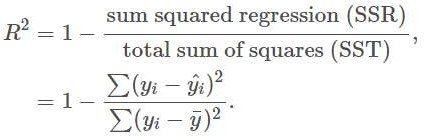 R² = 1 − sum squared regression (SSR) / total sum of squares (SST),
= 1 − ∑(yᵢ − ŷᵢ)² / ∑(yᵢ − ȳ)².